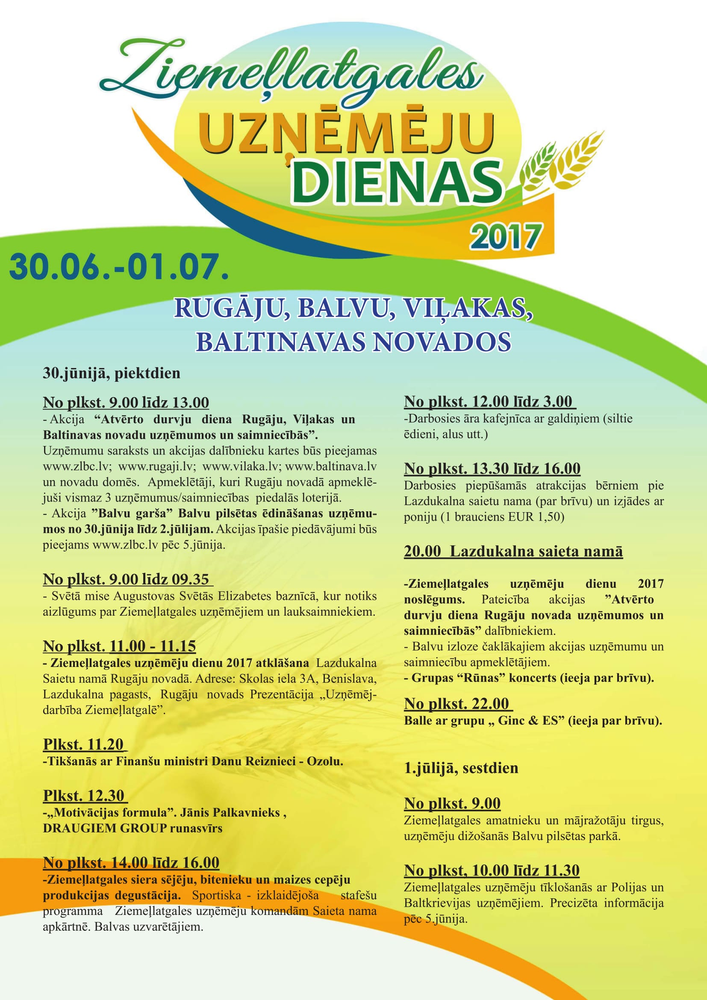 Ziemeļlatgales
UZŅĒMĒJU
DIENAS
2017
30.06.-01.07.
RUGĀJU, BALVU, VIĻAKAS,
BALTINAVAS NOVADOS
30.jūnijā, piektdien
No plkst. 9.00 līdz 13.00
- Akcija “Atvērto durvju diena Rugāju, Viļakas un
Baltinavas novadu uzņēmumos un saimniecībās”.
Uzņēmumu saraksts un akcijas dalībnieku kartes būs pieejamas
www.zlbc.lv; www.rugaji.lv; www.vilaka.lv; www.baltinava.lv
un novadu domēs. Apmeklētāji, kuri Rugāju novadā apmeklē-
juši vismaz 3 uzņēmumus/saimniecības piedalās loterijā.
- Akcija ”Balvu garša” Balvu pilsētas ēdināšanas uzņēmu-
mos no 30.jūnija līdz 2.jūlijam. Akcijas īpašie piedāvājumi būs
pieejams www.zlbc.lv pēc 5.jūnija.
No plkst. 9.00 līdz 09.35
- Svētā mise Augustovas Svētās Elizabetes baznīcā, kur notiks
aizlūgums par Ziemeļlatgales uzņēmējiem un lauksaimniekiem.
No plkst. 11.00 - 11.15
- Ziemeļlatgales uzņēmēju dienu 2017 atklāšana Lazdukalna
Saietu namā Rugāju novadā. Adrese: Skolas iela 3A, Benislava,
Lazdukalna pagasts, Rugāju novads Prezentācija „Uzņēmēj-
darbība Ziemeļlatgalē”.
Plkst. 11.20
-Tikšanās ar Finanšu ministri Danu Reiznieci - Ozolu.
Plkst. 12.30
-„Motivācijas formula”. Jānis Palkavnieks ,
DRAUGIEM GROUP runasvīrs
No plkst. 14.00 līdz 16.00
-Ziemeļlatgales siera sējēju, bitenieku un maizes cepēju
produkcijas degustācija. Sportiska - izklaidējoša stafešu
programma Ziemeļlatgales uzņēmēju komandām Saieta nama
apkārtnē. Balvas uzvarētājiem.
No plkst. 12.00 līdz 3.00
-Darbosies āra kafejnīca ar galdiņiem (siltie
ēdieni, alus utt.)
No plkst. 13.30 līdz 16.00
Darbosies piepūšamās atrakcijas bērniem pie
Lazdukalna saietu nama (par brīvu) un izjādes ar
poniju (1 brauciens EUR 1,50)
20.00 Lazdukalna saieta namā
-Ziemeļlatgales uzņēmēju dienu 2017
noslēgums. Pateicība akcijas ”Atvērto
durvju diena Rugāju novada uzņēmumos un
saimniecībās” dalībniekiem.
- Balvu izloze čaklākajiem akcijas uzņēmumu un
saimniecību apmeklētājiem.
- Grupas “Rūnas” koncerts (ieeja par brīvu).
No plkst. 22.00
Balle ar grupu „ Ginc & ES” (ieeja par brīvu).
1.jūlijā, sestdien
No plkst. 9.00
Ziemeļlatgales amatnieku un mājražotāju tirgus,
uzņēmēju dižošanās Balvu pilsētas parkā.
No plkst, 10.00 līdz 11.30
Ziemeļlatgales uzņēmēju tīklošanās ar Polijas un
Baltkrievijas uzņēmējiem. Precizēta informācija
pēc 5.jūnija.